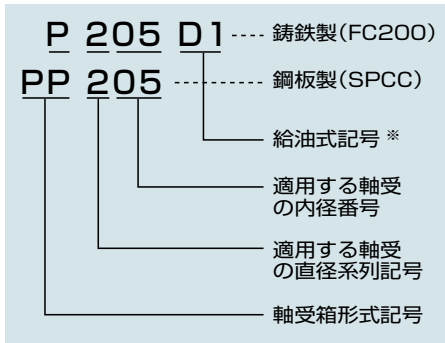 P 205 D1 鋳鉄製(FC200)
PP 205 鋼板製(SPCC)
給油式記号 ※
適用する軸受
の内径番号
適用する軸受
の直径系列記号
軸受箱形式記号